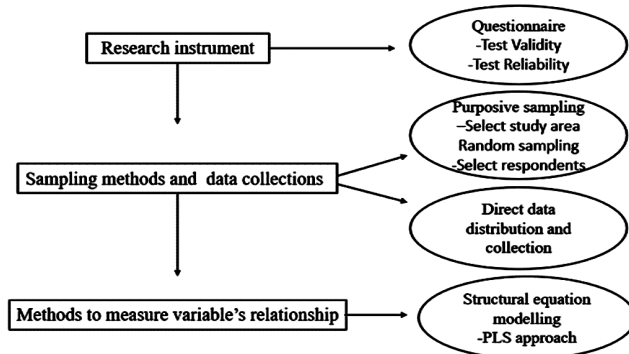 Research instrument
Questionnaire
-Test Validity
-Test Reliability
Purposive sampling
–Select study area
Random sampling
-Select respondents
Sampling methods and data collections
Direct data
distribution and
collection
Methods to measure variable's relationship
Structural equation
modelling
-PLS approach